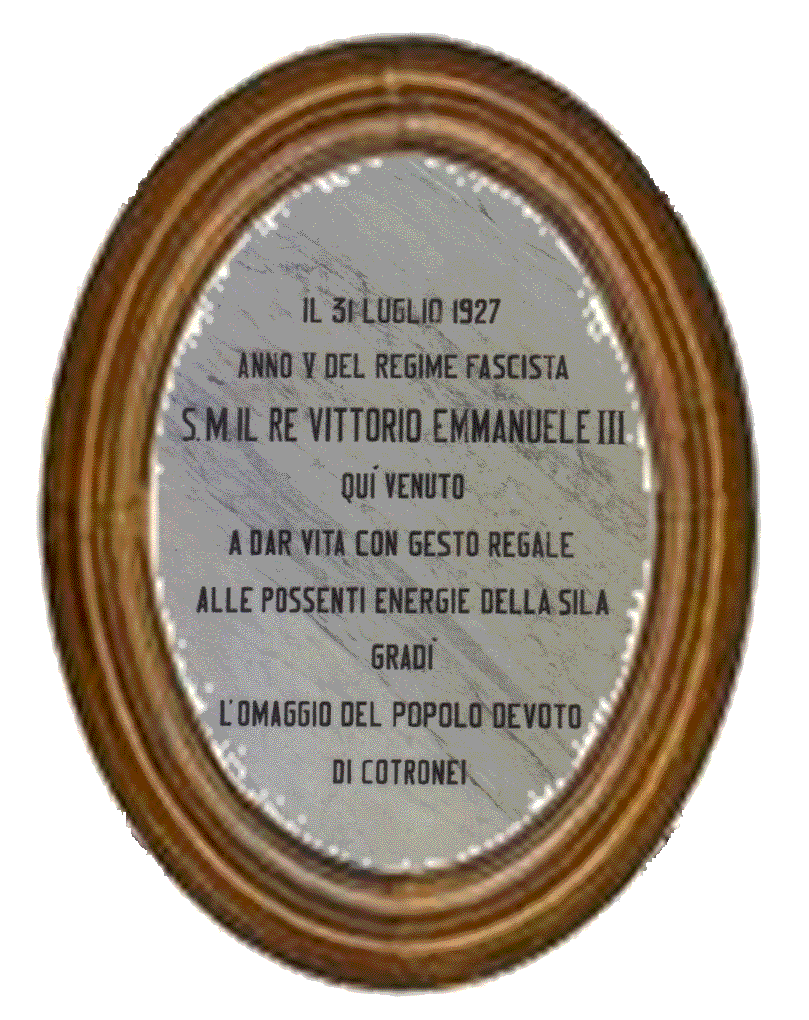 IL 31 LUGLIO 1927
ANNO V DEL REGIME FASCISTA
S.M IL RE VITTORIO EMMANUELE III
QUÍ VENUTO
A DAR VITA CON GESTO REGALE
ALLE POSSENTI ENERGIE DELLA SILA
GRADÍ
L'OMAGGIO DEL POPOLO DEVOTO
DI COTRONEI